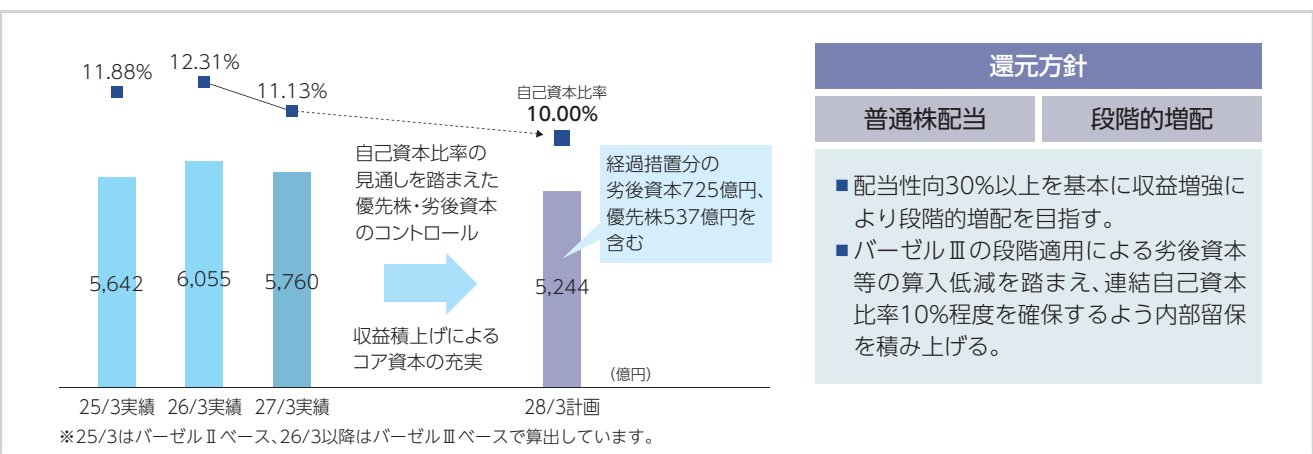 11.88%
12.31%
11.13%
自己資本比率
10.00%
自己資本比率の
見通しを踏まえた
優先株・劣後資本
のコントロール
経過措置分の
劣後資本725億円、
優先株537億円を
含む
5,642
6,055
5,760
5,244
収益積上げによる
コア資本の充実
(億円)
25/3実績
26/3実績
27/3実績
28/3計画
※25/3はバーゼルⅡベース、26/3以降はバーゼルⅢベースで算出しています。
還元方針
普通株配当
段階的増配
■配当性向30%以上を基本に収益増強に
より段階的増配を目指す。
■バーゼルⅢの段階適用による劣後資本
等の算入低減を踏まえ、連結自己資本
比率10%程度を確保するよう内部留保
を積み上げる。